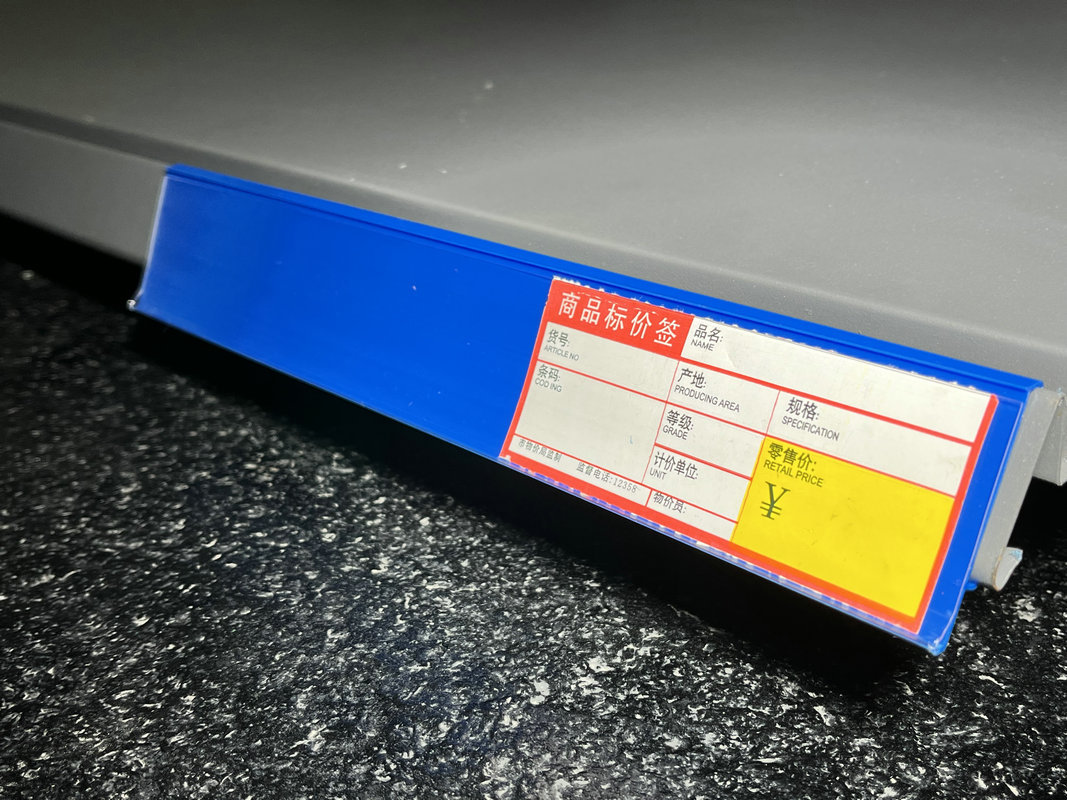 商品标价签
品名:
NAME
货号:
ARTICLE NO
产地:
PRODUCING AREA
规格:
SPECIFICATION
条码:
COD ING
等级:
GRADE
零售价:
RETAIL PRICE
¥
计价单位:
UNIT
市物价局监制 监督电话:12358
物价员: